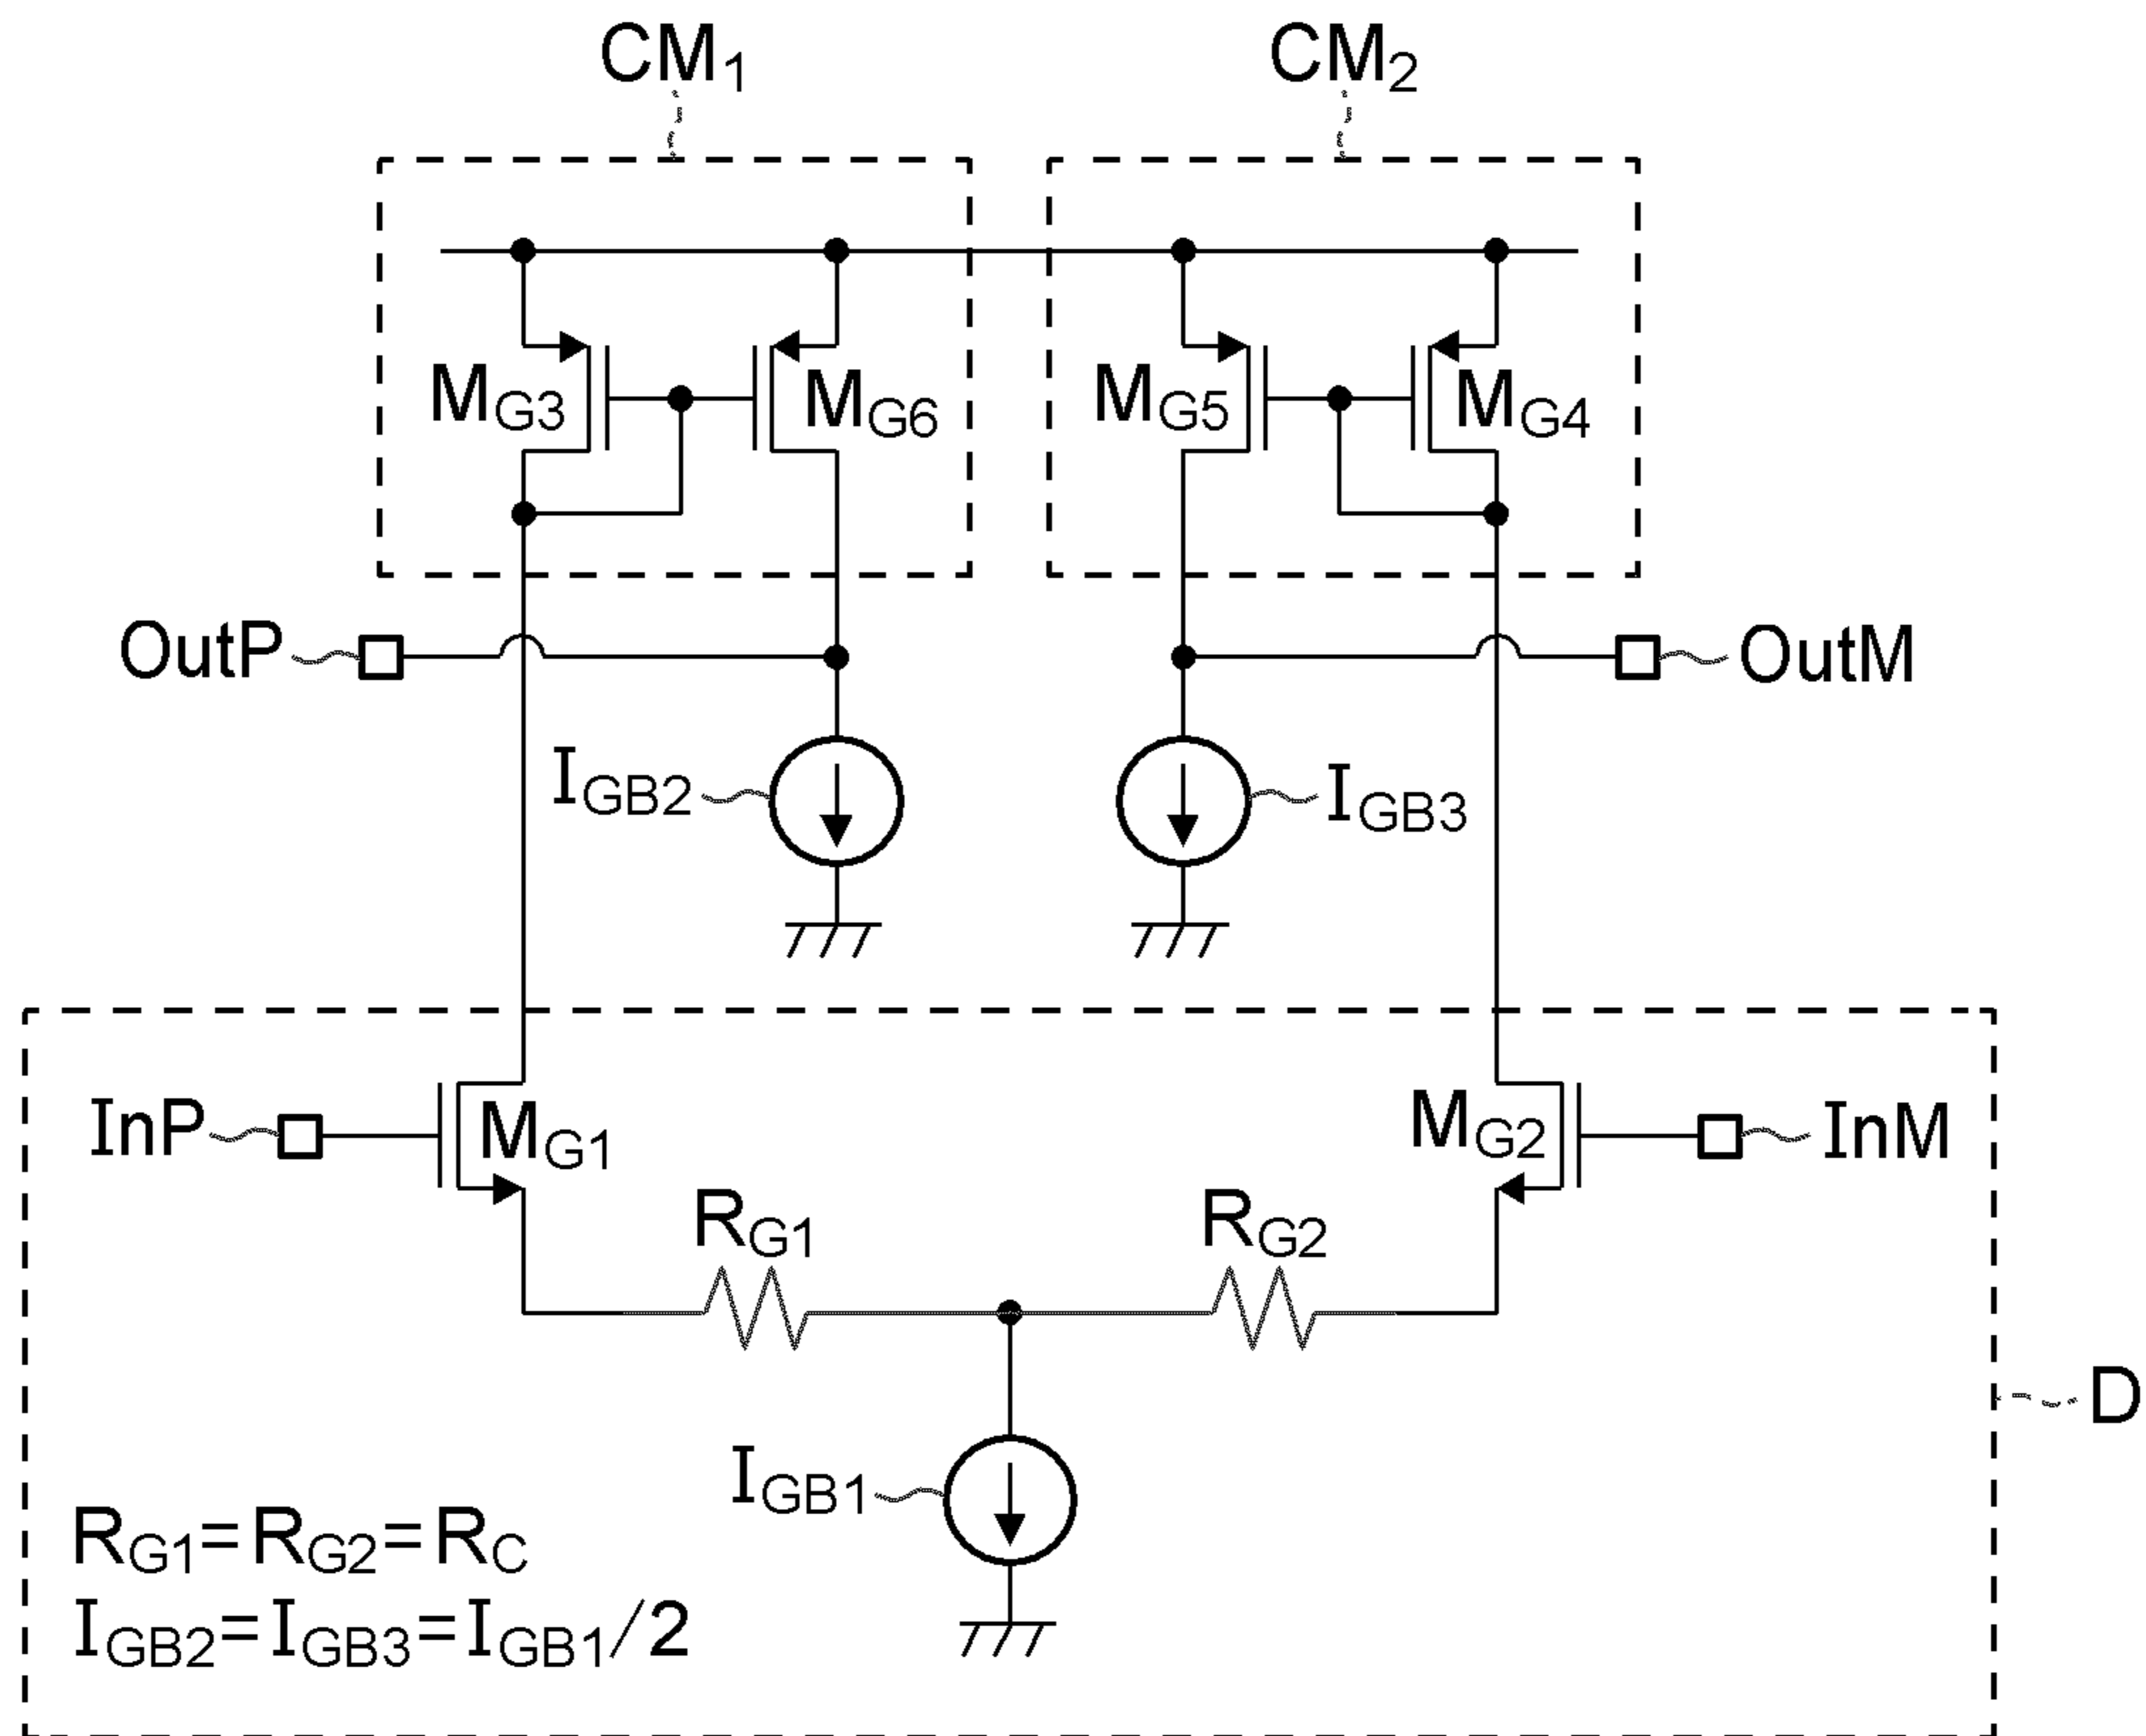 CM1 CM2
MG3 MG6 MG5 MG4
OutP OutM
IGB2 IGB3
InP MG1 MG2 InM
RG1 RG2
D
IGB1
RG1=RG2=RC
IGB2=IGB3=IGB1/2